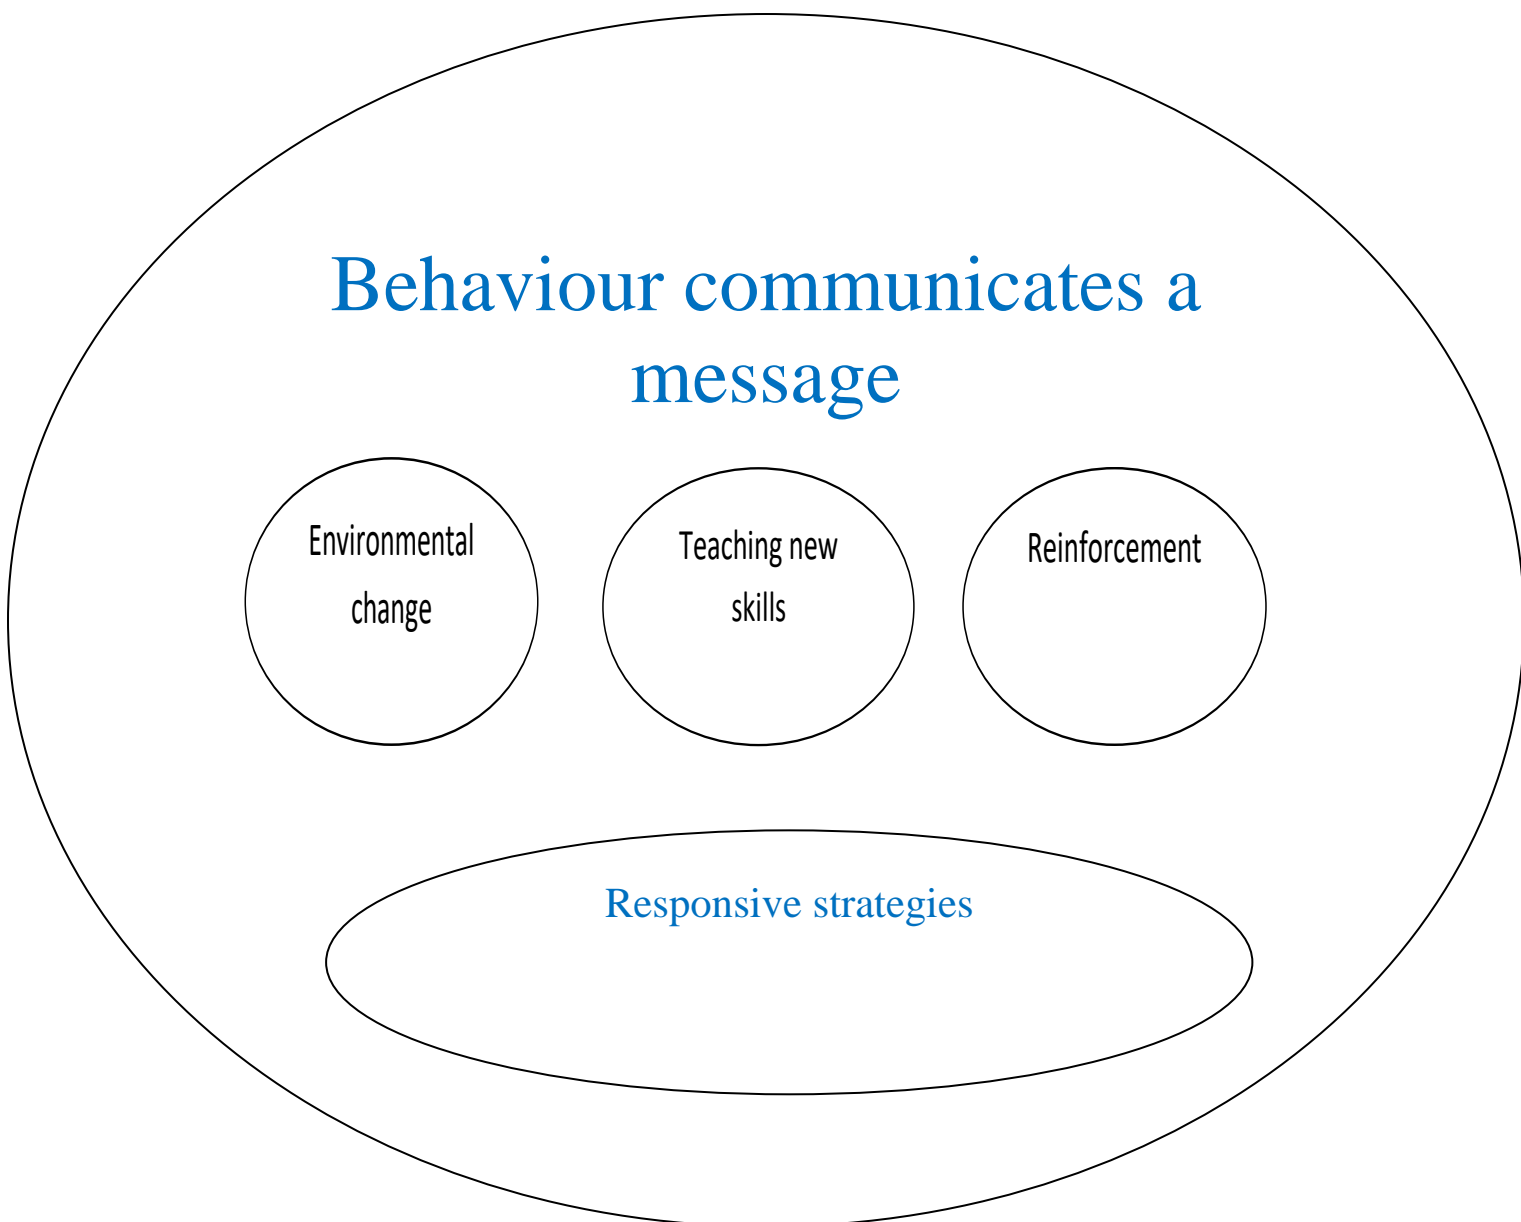 Behaviour communicates a
message
Environmental
change
Teaching new
skills
Reinforcement
Responsive strategies